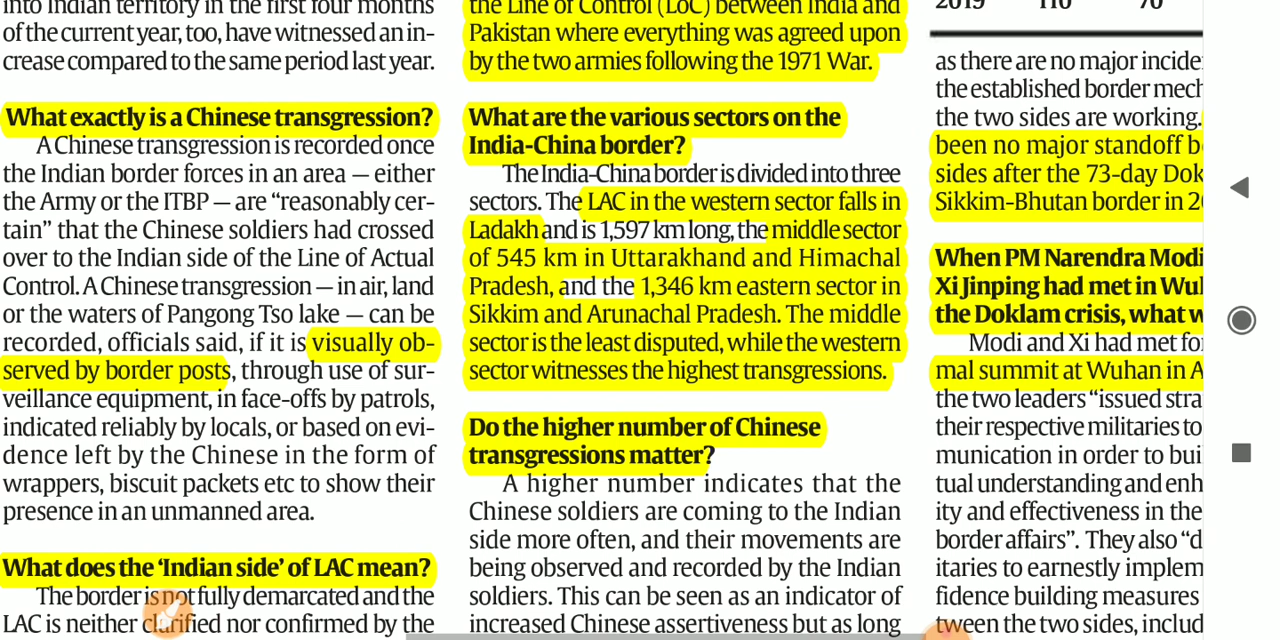 into Indian territory in the first four months
of the current year, too, have witnessed an in-
crease compared to the same period last year.
What exactly is a Chinese transgression?
A Chinese transgression is recorded once
the Indian border forces in an area — either
the Army or the ITBP — are “reasonably cer-
tain” that the Chinese soldiers had crossed
over to the Indian side of the Line of Actual
Control. A Chinese transgression — in air, land
or the waters of Pangong Tso lake — can be
recorded, officials said, if it is visually ob-
served by border posts, through use of sur-
veillance equipment, in face-offs by patrols,
indicated reliably by locals, or based on evi-
dence left by the Chinese in the form of
wrappers, biscuit packets etc to show their
presence in an unmanned area.
What does the ‘Indian side’ of LAC mean?
The border is not fully demarcated and the
LAC is neither clarified nor confirmed by the
the Line of Control (LoC) between India and
Pakistan where everything was agreed upon
by the two armies following the 1971 War.
What are the various sectors on the
India-China border?
The India-China border is divided into three
sectors. The LAC in the western sector falls in
Ladakh and is 1,597 km long, the middle sector
of 545 km in Uttarakhand and Himachal
Pradesh, and the 1,346 km eastern sector in
Sikkim and Arunachal Pradesh. The middle
sector is the least disputed, while the western
sector witnesses the highest transgressions.
Do the higher number of Chinese
transgressions matter?
A higher number indicates that the
Chinese soldiers are coming to the Indian
side more often, and their movements are
being observed and recorded by the Indian
soldiers. This can be seen as an indicator of
increased Chinese assertiveness but as long
2019 110 70
as there are no major incide
the established border mech
the two sides are working.
been no major standoff b
sides after the 73-day Dok
Sikkim-Bhutan border in 2
When PM Narendra Modi
Xi Jinping had met in Wuh
the Doklam crisis, what w
Modi and Xi had met fo
mal summit at Wuhan in A
the two leaders “issued stra
their respective militaries to
munication in order to bui
tual understanding and enh
ity and effectiveness in the
border affairs”. They also “d
itaries to earnestly implem
fidence building measures
tween the two sides, includ